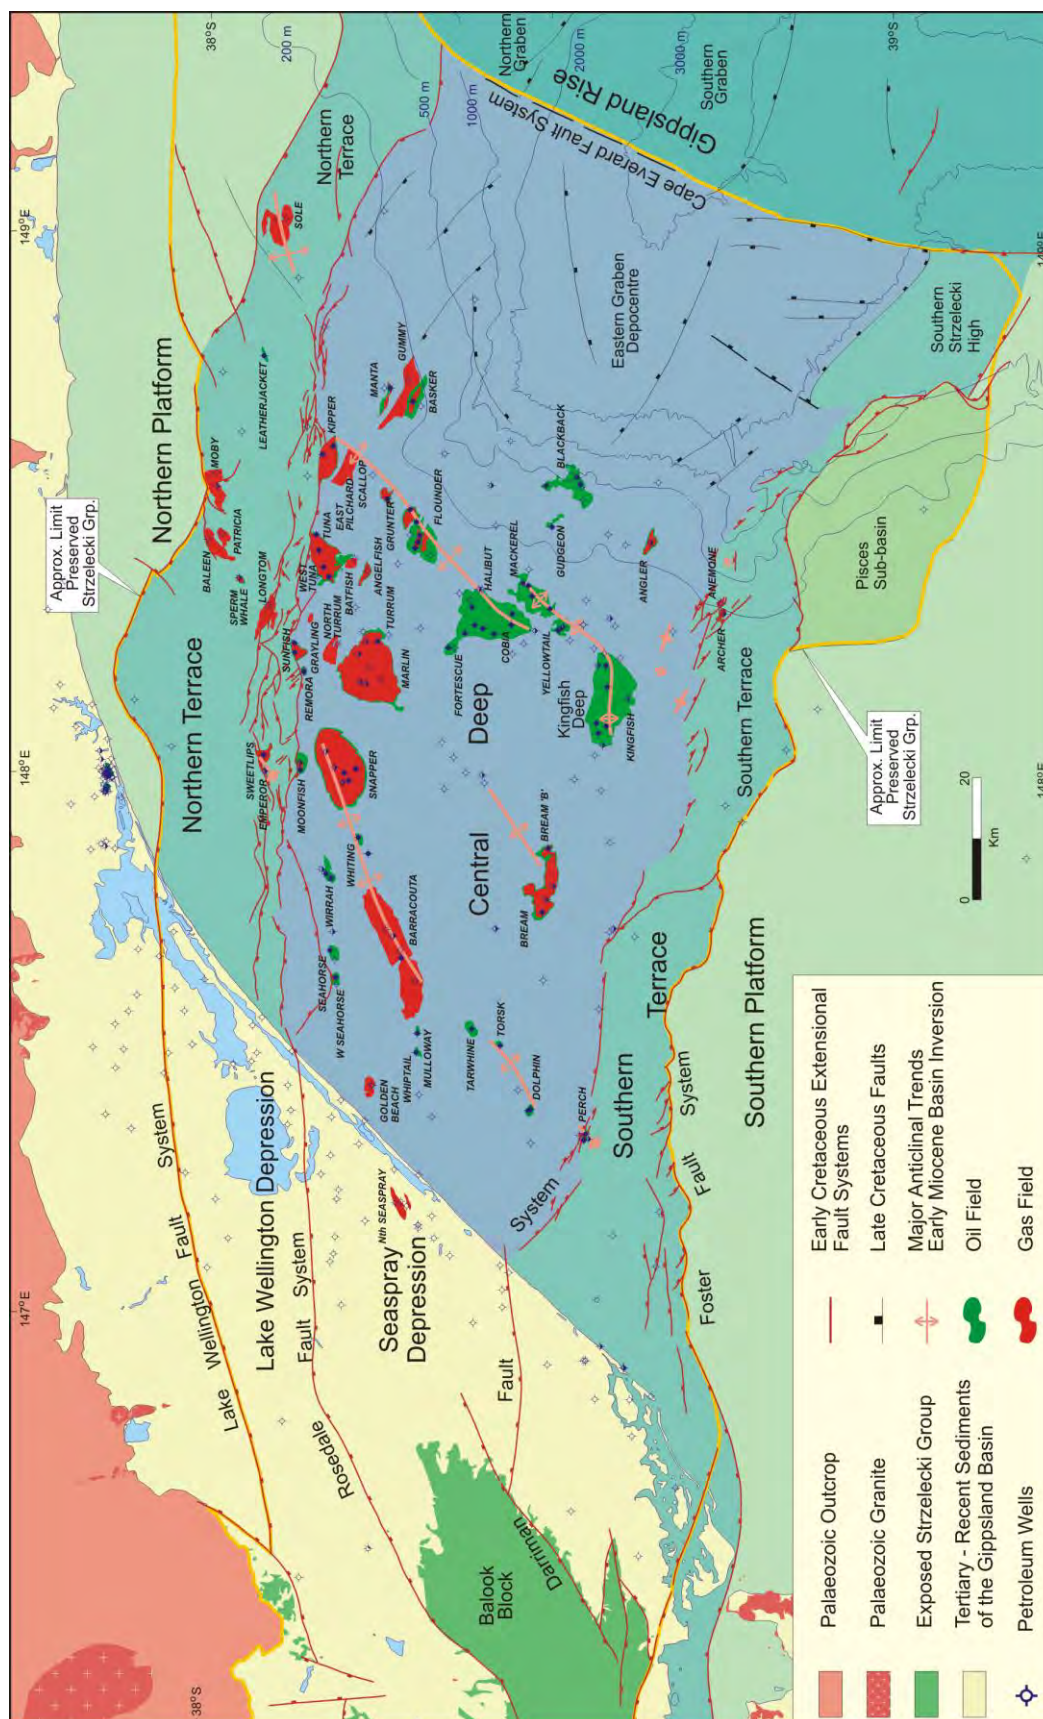 38°S
Northern Platform
Approx. Limit
Preserved
Strzelecki Grp.
149°E
200 m
500 m
1000 m
2000 m
3000 m
39°S
Northern
Graben
Southern
Graben
Gippsland Rise
Cape Everard Fault System
Northern
Terrace
SOLE
LEATHERJACKET
MOBY
PATRICIA
BALEEN
SPERM
WHALE
LONGTOM
MANTA
GUMMY
BASKER
KIPPER
SCALLOP
EAST
PILCHARD
TUNA
WEST
TUNA
GRUNTER
FLOUNDER
ANGELFISH
BATFISH
NORTH
TURRUM
TURRUM
GRAYLING
SUNFISH
REMORA
MARLIN
Eastern Graben
Depocentre
BLACKBACK
GUDGEON
MACKEREL
HALIBUT
COBIA
FORTESCUE
YELLOWTAIL
Kingfish
Deep
KINGFISH
ANGLER
ANEMONE
ARCHER
Southern
Strzelecki
High
149°E
Pisces
Sub-basin
Approx. Limit
Preserved
Strzelecki Grp.
148°E
Northern Terrace
SWEETLIPS
EMPEROR
MOONFISH
SNAPPER
WHITING
WIRRAH
BARRACOUTA
SEAHORSE
W SEAHORSE
Central
Deep
BREAM 'B'
BREAM
Southern Terrace
148°E
20
0
Km
MULLOWAY
WHIPTAIL
GOLDEN
BEACH
TARWHINE
TORSK
DOLPHIN
PERCH
Southern
Terrace
Southern Platform
Lake Wellington Depression
Nth SEASPRAY
Seaspray
Depression
147°E
Lake
Wellington
Fault
System
Rosedale
Fault
System
Darriman
Fault
System
Foster
Fault
System
Balook
Block
38°S
Palaeozoic Outcrop
Palaeozoic Granite
Exposed Strzelecki Group
Tertiary - Recent Sediments
of the Gippsland Basin
Petroleum Wells
Early Cretaceous Extensional
Fault Systems
Late Cretaceous Faults
Major Anticlinal Trends
Early Miocene Basin Inversion
Oil Field
Gas Field